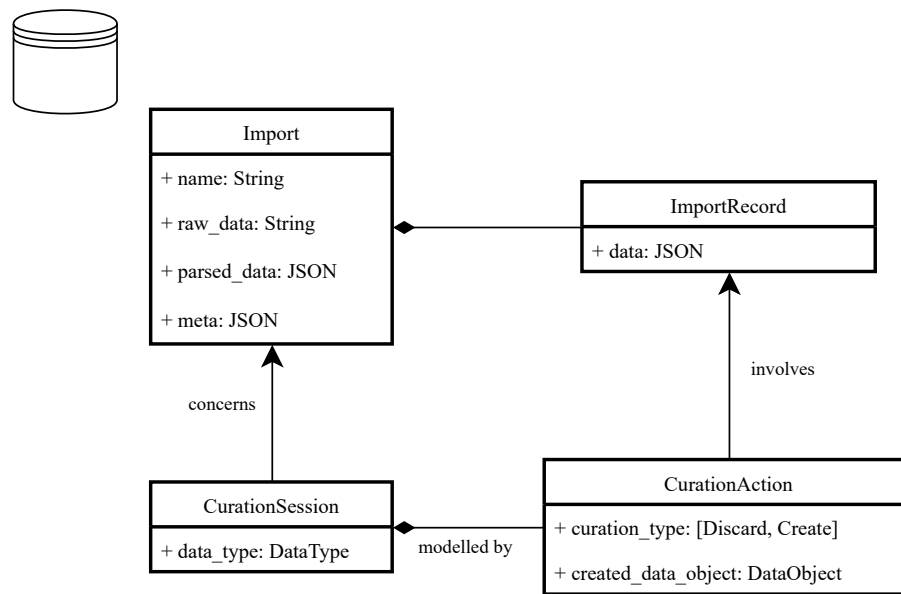 Import
+ name: String
+ raw_data: String
+ parsed_data: JSON
+ meta: JSON
ImportRecord
+ data: JSON
concerns
involves
CurationSession
+ data_type: DataType
modelled by
CurationAction
+ curation_type: [Discard, Create]
+ created_data_object: DataObject